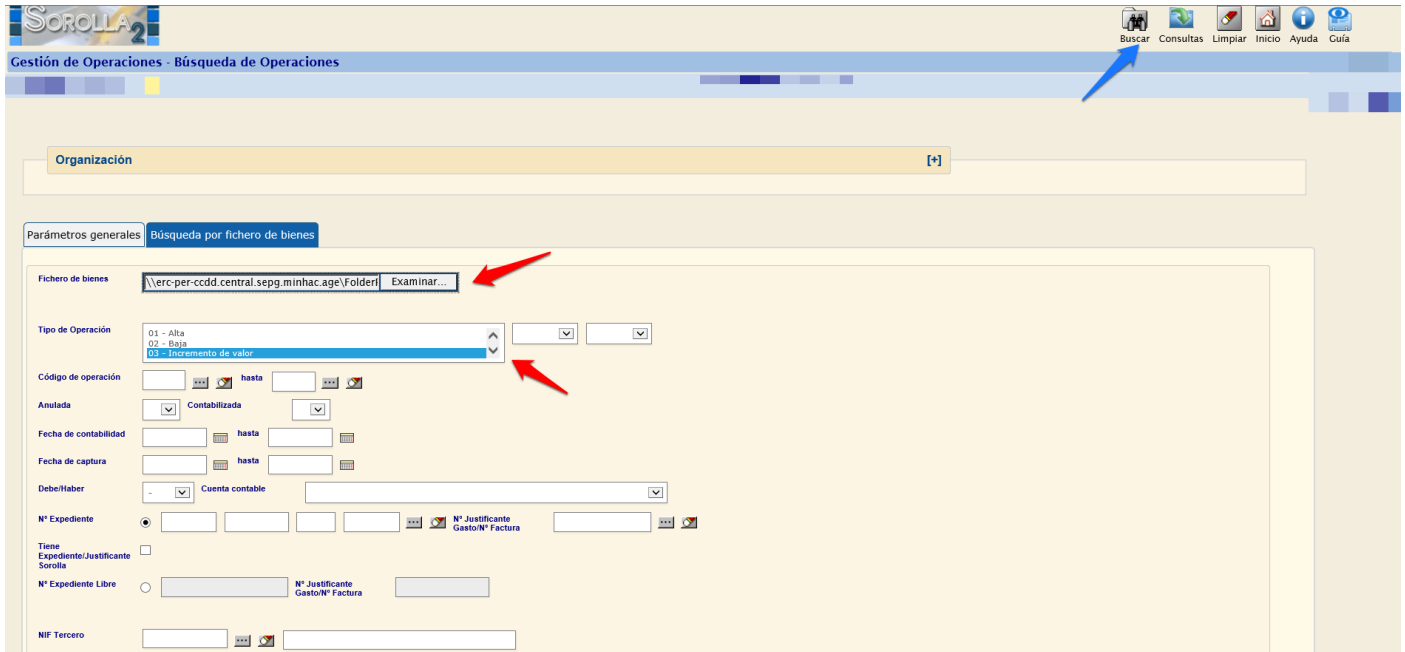 SOROLLA2
Buscar Consultas Limpiar Inicio Ayuda Guía
Gestión de Operaciones - Búsqueda de Operaciones
Organización [+]
Parámetros generales Búsqueda por fichero de bienes
Fichero de bienes \\erc-per-ccdd.central.sepg.minhac.age\Folder Examinar...
Tipo de Operación 01 - Alta
02 - Baja
03 - Incremento de valor
Código de operación hasta
Anulada Contabilizada
Fecha de contabilidad hasta
Fecha de captura hasta
Debe/Haber - Cuenta contable
Nº Expediente Nº Justificante
Gasto/Nº Factura
Tiene
Expediente/Justificante
Sorolla
Nº Expediente Libre Nº Justificante
Gasto/Nº Factura
NIF Tercero